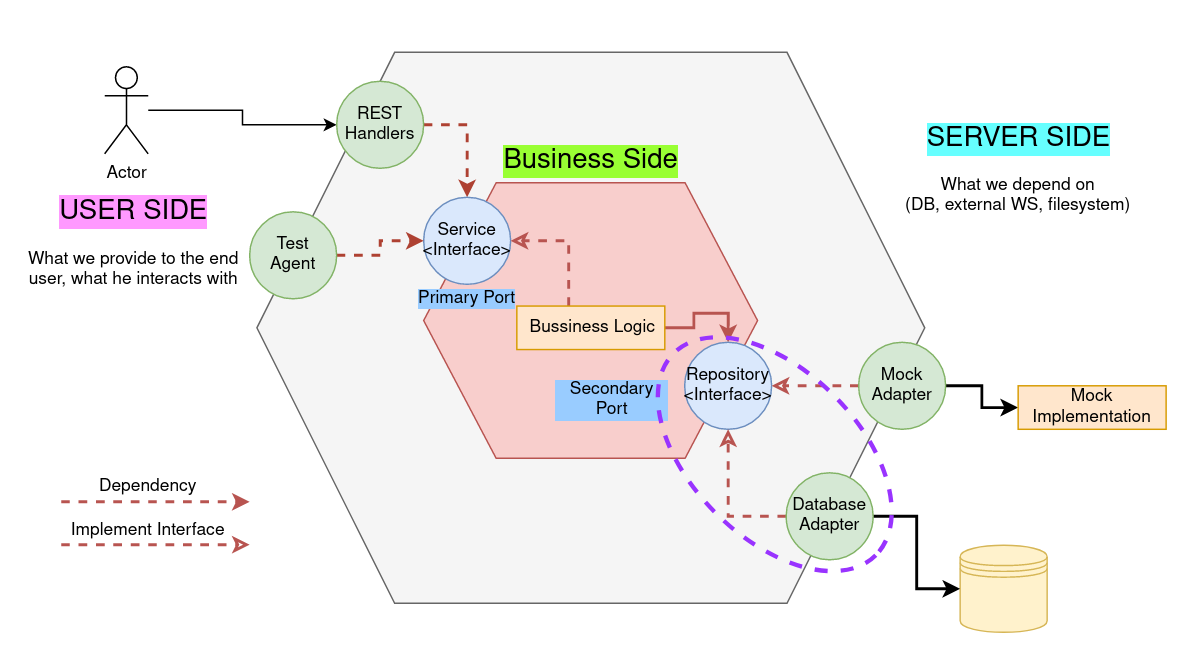 Actor
USER SIDE
What we provide to the end
user, what he interacts with
REST
Handlers
Test
Agent
Business Side
Service
<Interface>
Primary Port
Bussiness Logic
Secondary
Port
Repository
<Interface>
SERVER SIDE
What we depend on
(DB, external WS, filesystem)
Mock
Adapter
Mock
Implementation
Database
Adapter
Dependency
Implement Interface